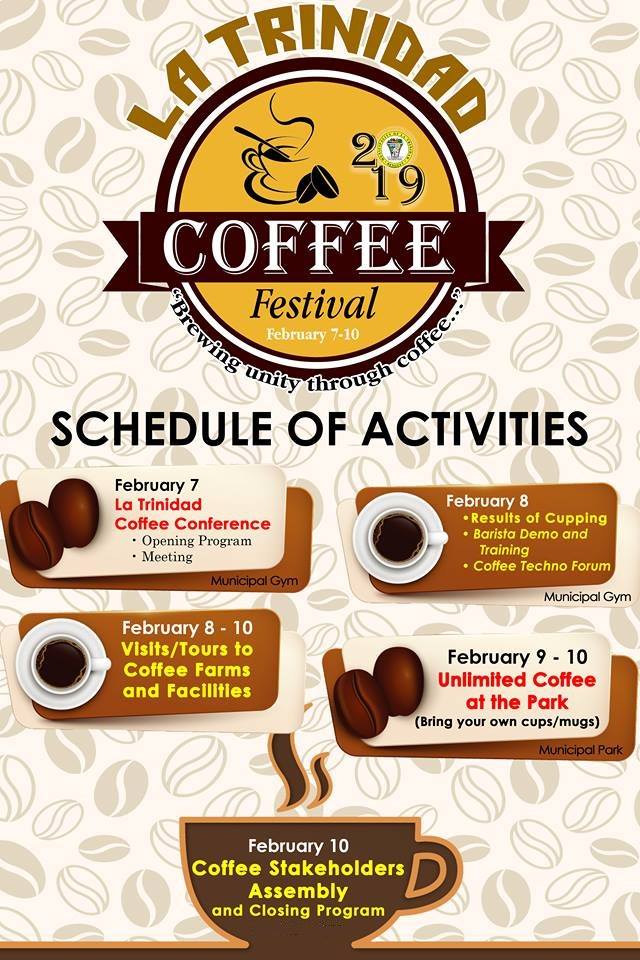 LA TRINIDAD
2019
COFFEE
Festival
February 7-10
"Brewing unity through coffee..."
SCHEDULE OF ACTIVITIES
February 7
La Trinidad
Coffee Conference
• Opening Program
• Meeting
Municipal Gym
February 8
•Results of Cupping
• Barista Demo and
Training
• Coffee Techno Forum
Municipal Gym
February 8 - 10
Visits/Tours to
Coffee Farms
and Facilities
February 9 - 10
Unlimited Coffee
at the Park
(Bring your own cups/mugs)
Municipal Park
February 10
Coffee Stakeholders
Assembly
and Closing Program